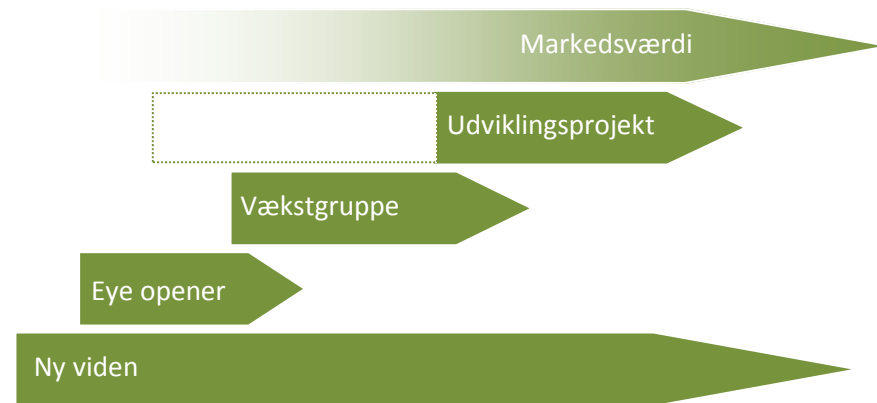 Markedsværdi
Udviklingsprojekt
Vækstgruppe
Eye opener
Ny viden